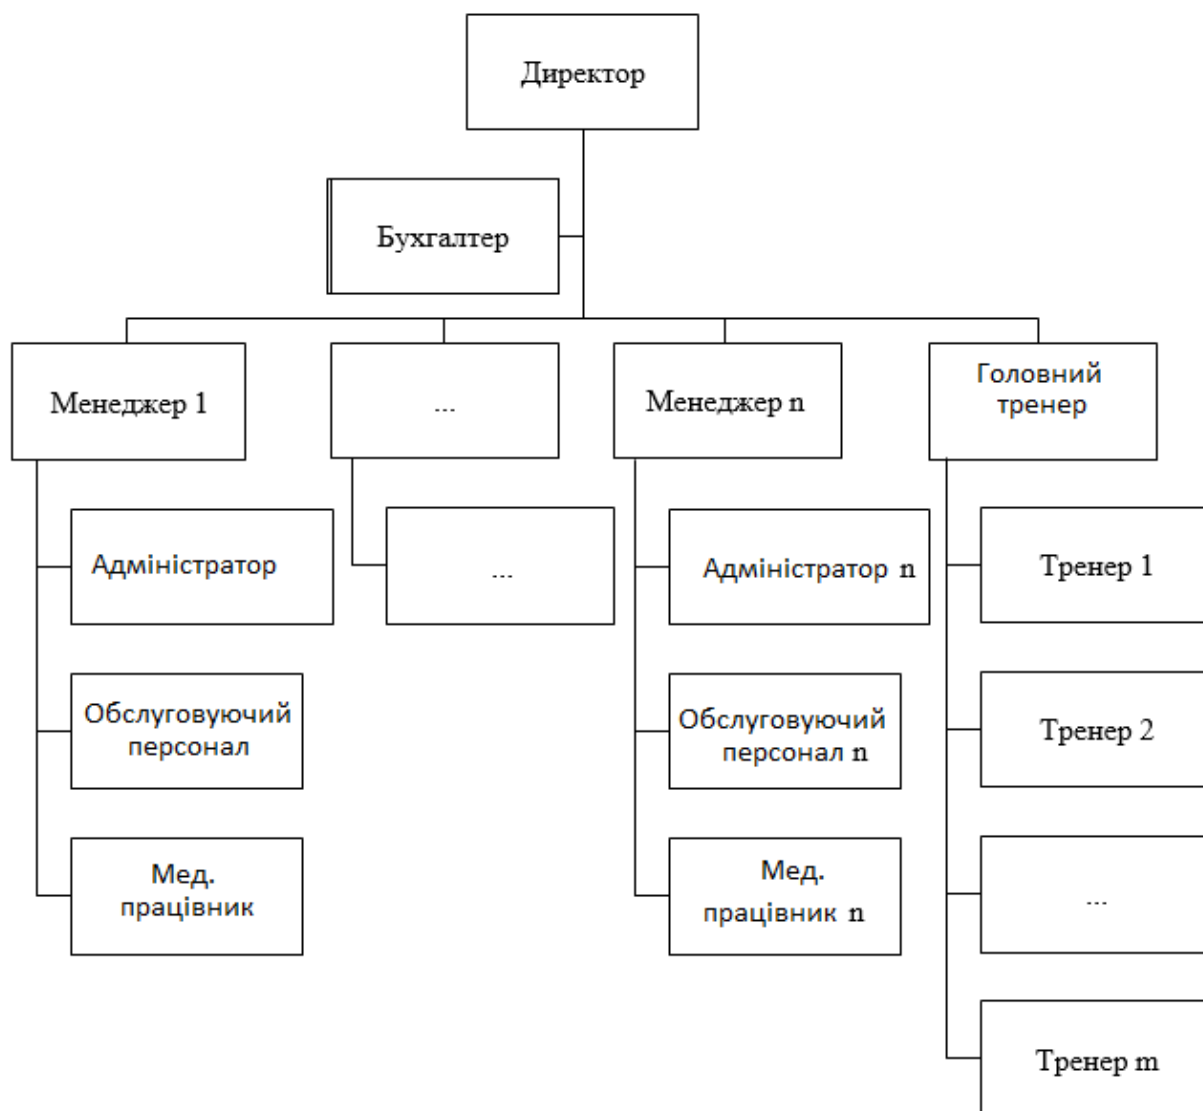 Директор
Бухгалтер
Менеджер 1
...
Менеджер n
Головний
тренер
Адміністратор
...
Адміністратор n
Тренер 1
Обслуговуючий
персонал
Обслуговуючий
персонал n
Тренер 2
Мед.
працівник
Мед.
працівник n
...
Тренер m